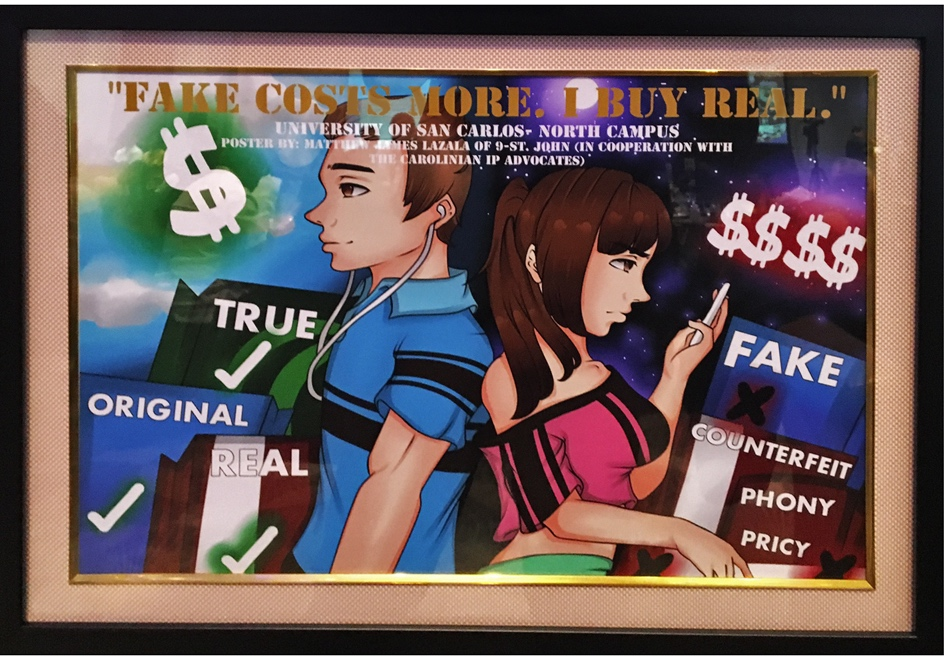 "FAKE COSTS MORE. I BUY REAL."
UNIVERSITY OF SAN CARLOS- NORTH CAMPUS
POSTER BY: MATTHEW JAMES LAZALA OF 9-ST. JOHN (IN COOPERATION WITH
THE CAROLINIAN IP ADVOCATES)
$
$$$$
TRUE
ORIGINAL
REAL
FAKE
COUNTERFEIT
PHONY
PRICY